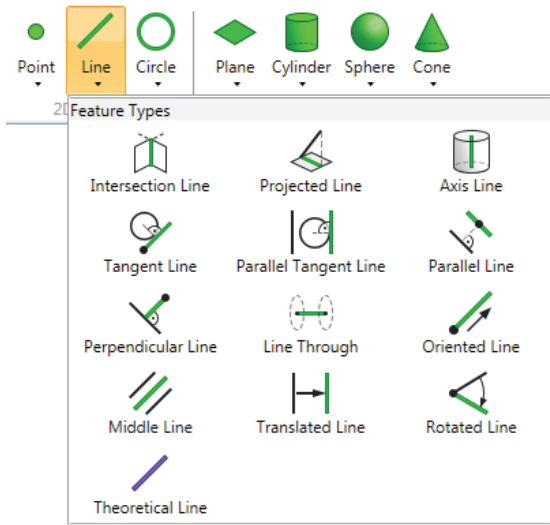 Point Line Circle Plane Cylinder Sphere Cone
2D
Feature Types
Intersection Line Projected Line Axis Line
Tangent Line Parallel Tangent Line Parallel Line
Perpendicular Line Line Through Oriented Line
Middle Line Translated Line Rotated Line
Theoretical Line